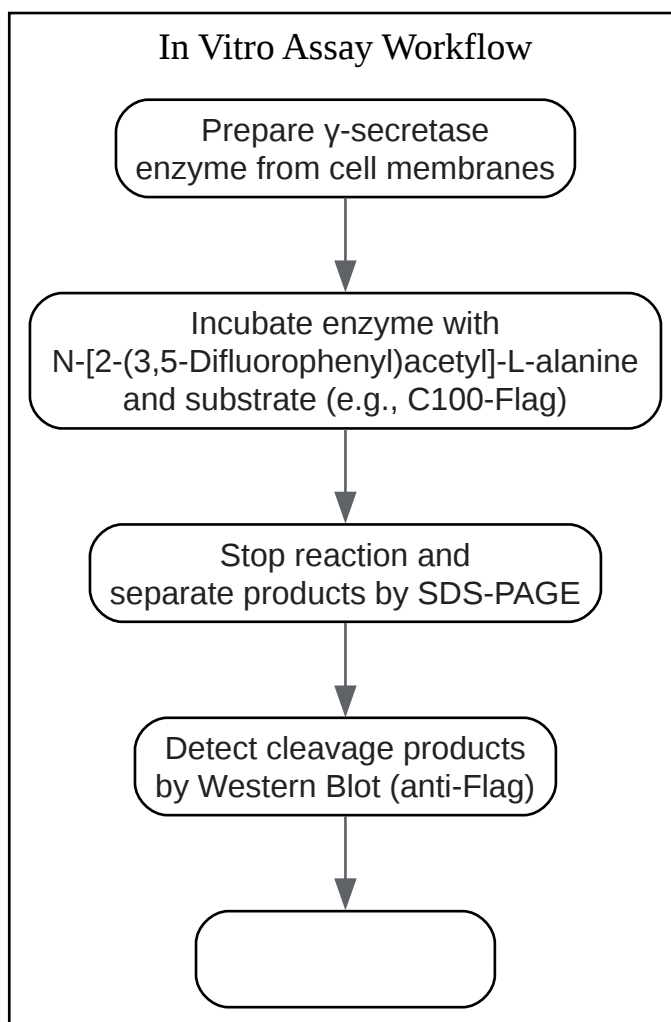 In Vitro Assay Workflow
Prepare γ-secretase
enzyme from cell membranes
Incubate enzyme with
N-[2-(3,5-Difluorophenyl)acetyl]-L-alanine
and substrate (e.g., C100-Flag)
Stop reaction and
separate products by SDS-PAGE
Detect cleavage products
by Western Blot (anti-Flag)